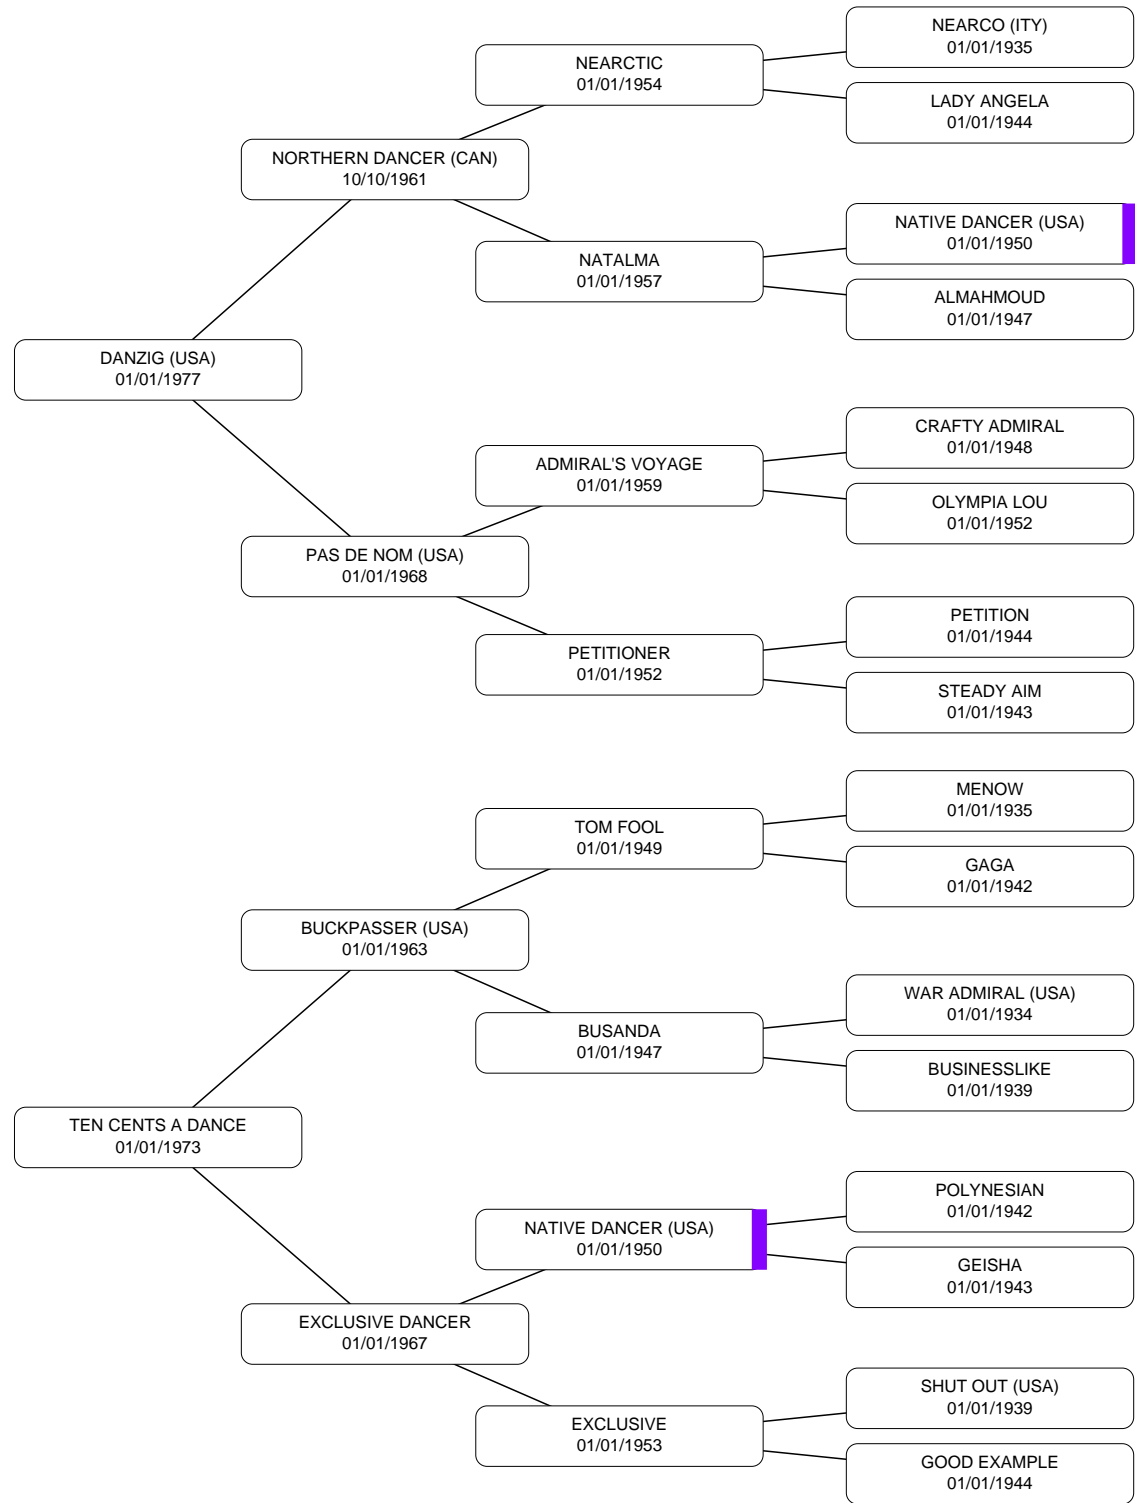 NEARCO (ITY)
01/01/1935
NEARCTIC
01/01/1954
LADY ANGELA
01/01/1944
NORTHERN DANCER (CAN)
10/10/1961
NATIVE DANCER (USA)
01/01/1950
NATALMA
01/01/1957
ALMAHMOUD
01/01/1947
DANZIG (USA)
01/01/1977
CRAFTY ADMIRAL
01/01/1948
ADMIRAL'S VOYAGE
01/01/1959
OLYMPIA LOU
01/01/1952
PAS DE NOM (USA)
01/01/1968
PETITION
01/01/1944
PETITIONER
01/01/1952
STEADY AIM
01/01/1943
MENOW
01/01/1935
TOM FOOL
01/01/1949
GAGA
01/01/1942
BUCKPASSER (USA)
01/01/1963
WAR ADMIRAL (USA)
01/01/1934
BUSANDA
01/01/1947
BUSINESSLIKE
01/01/1939
TEN CENTS A DANCE
01/01/1973
POLYNESIAN
01/01/1942
NATIVE DANCER (USA)
01/01/1950
GEISHA
01/01/1943
EXCLUSIVE DANCER
01/01/1967
SHUT OUT (USA)
01/01/1939
EXCLUSIVE
01/01/1953
GOOD EXAMPLE
01/01/1944